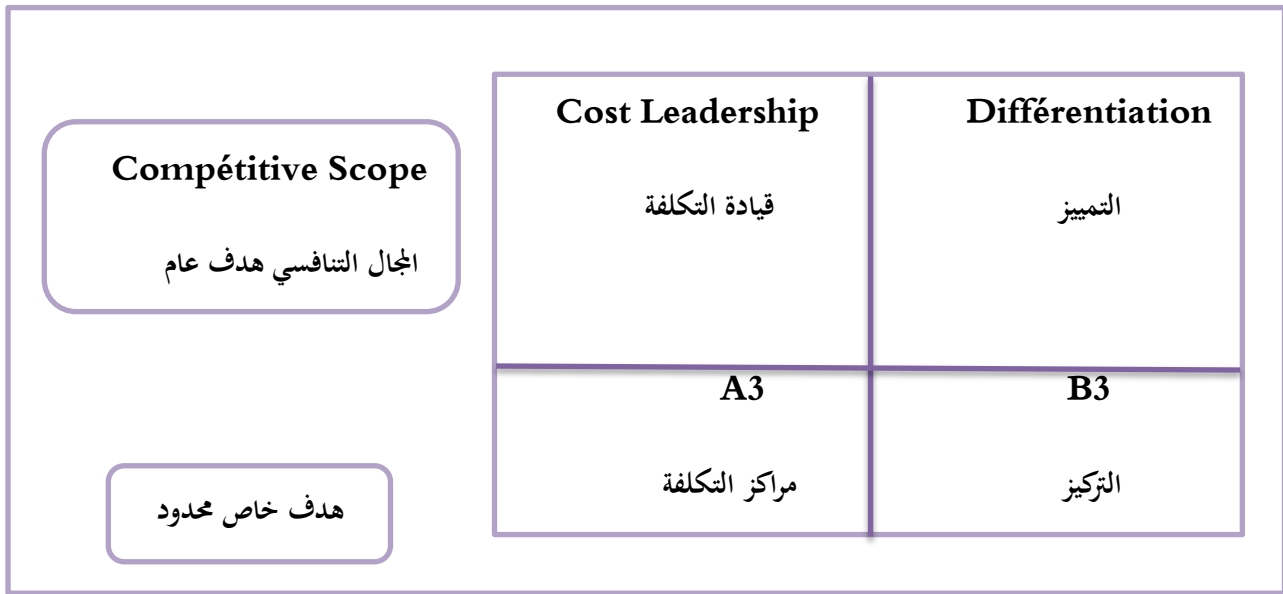 Cost Leadership
Différentiation
Compétitive Scope
قيادة التكلفة
التمييز
المجال التنافسي هدف عام
A3
B3
مراكز التكلفة
التركيز
هدف خاص محدود